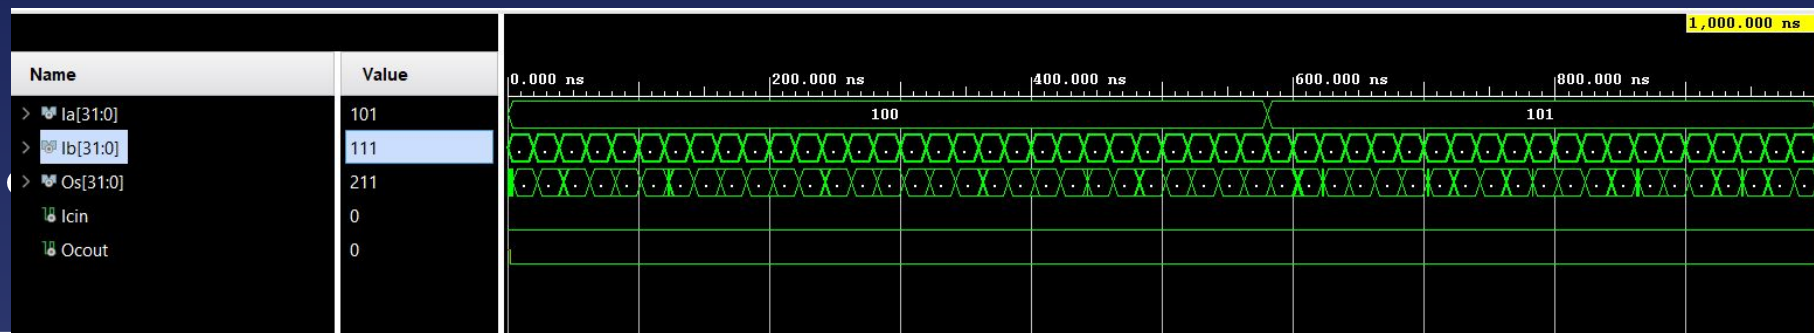 1,000.000 ns
Name Value 0.000 ns 200.000 ns 400.000 ns 600.000 ns 800.000 ns
Ia[31:0] 101 100 101
Ib[31:0] 111
Os[31:0] 211
Icin 0
Ocout 0